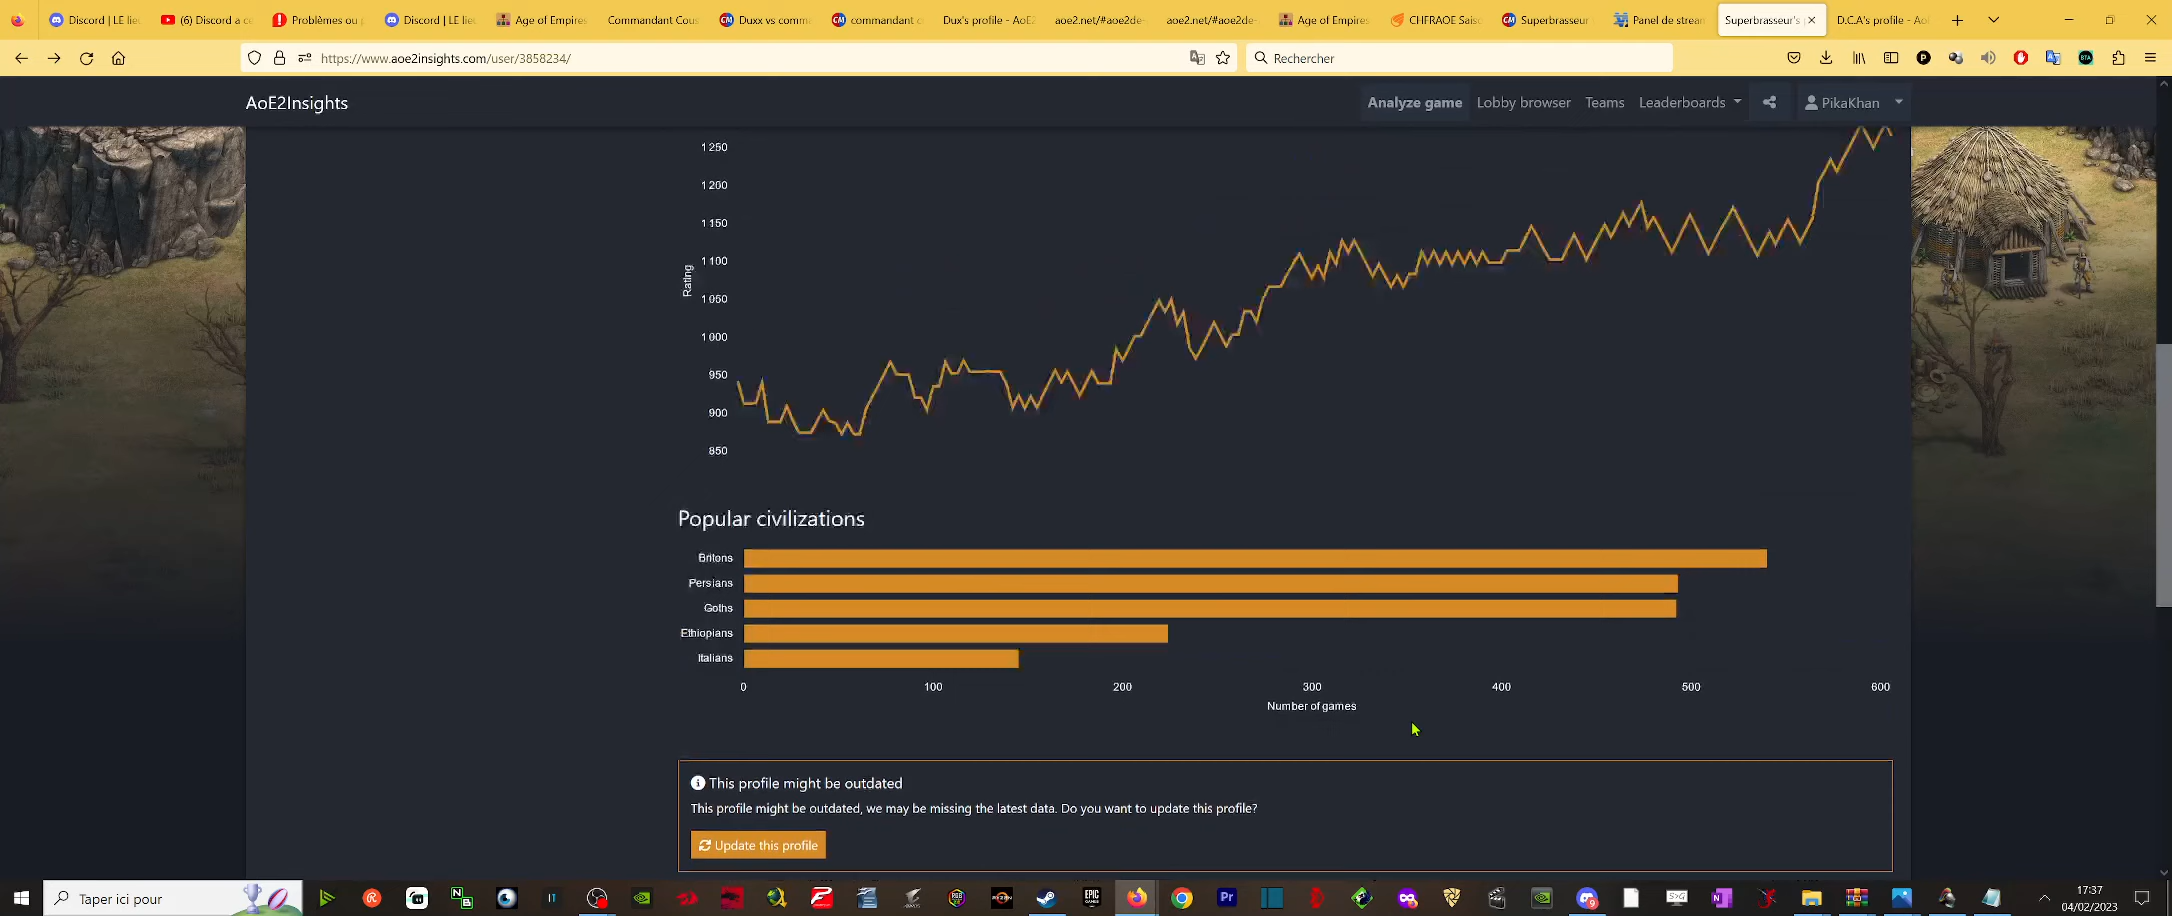 Discord | LE lie
(6) Discord a c
Problèmes ou
Discord | LE lie
Age of Empires
Commandant Cous
Duxx vs comm
commandant c
Dux's profile - AoE2
aoe2.net/#aoe2de-
aoe2.net/#aoe2de-
Age of Empires
CHFRAOE Sais
Superbrasseur
Panel de strean
Superbrasseur's
D.C.A's profile - Ao
https://www.aoe2insights.com/user/3858234/
Rechercher
AoE2Insights
Analyze game
Lobby browser
Teams
Leaderboards
PikaKhan
1 250
1 200
1 150
1 100
1 050
1 000
950
900
850
Rating
Popular civilizations
Britons
Persians
Goths
Ethiopians
Italians
0 100 200 300 400 500 600
Number of games
This profile might be outdated
This profile might be outdated, we may be missing the latest data. Do you want to update this profile?
Update this profile
Taper ici pour
17:37
04/02/2023